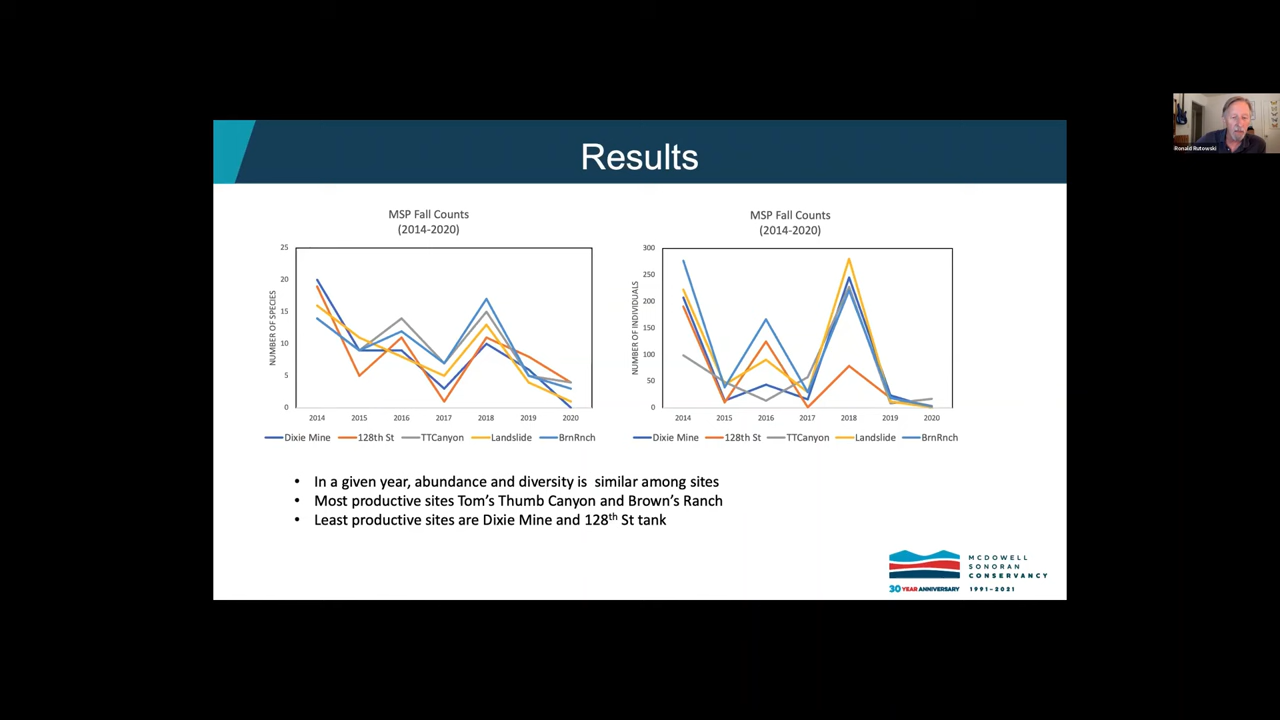 Results
MSP Fall Counts
(2014-2020)
25
20
15
10
5
0
NUMBER OF SPECIES
2014 2015 2016 2017 2018 2019 2020
Dixie Mine 128th St TTCanyon Landslide BrnRnch
MSP Fall Counts
(2014-2020)
300
250
200
150
100
50
0
NUMBER OF INDIVIDUALS
2014 2015 2016 2017 2018 2019 2020
Dixie Mine 128th St TTCanyon Landslide BrnRnch
• In a given year, abundance and diversity is  similar among sites
• Most productive sites Tom's Thumb Canyon and Brown's Ranch
• Least productive sites are Dixie Mine and 128th St tank
MCDOWELL
SONORAN
CONSERVANCY
30 YEAR ANNIVERSARY 1991-2021
Ronald Rutowski